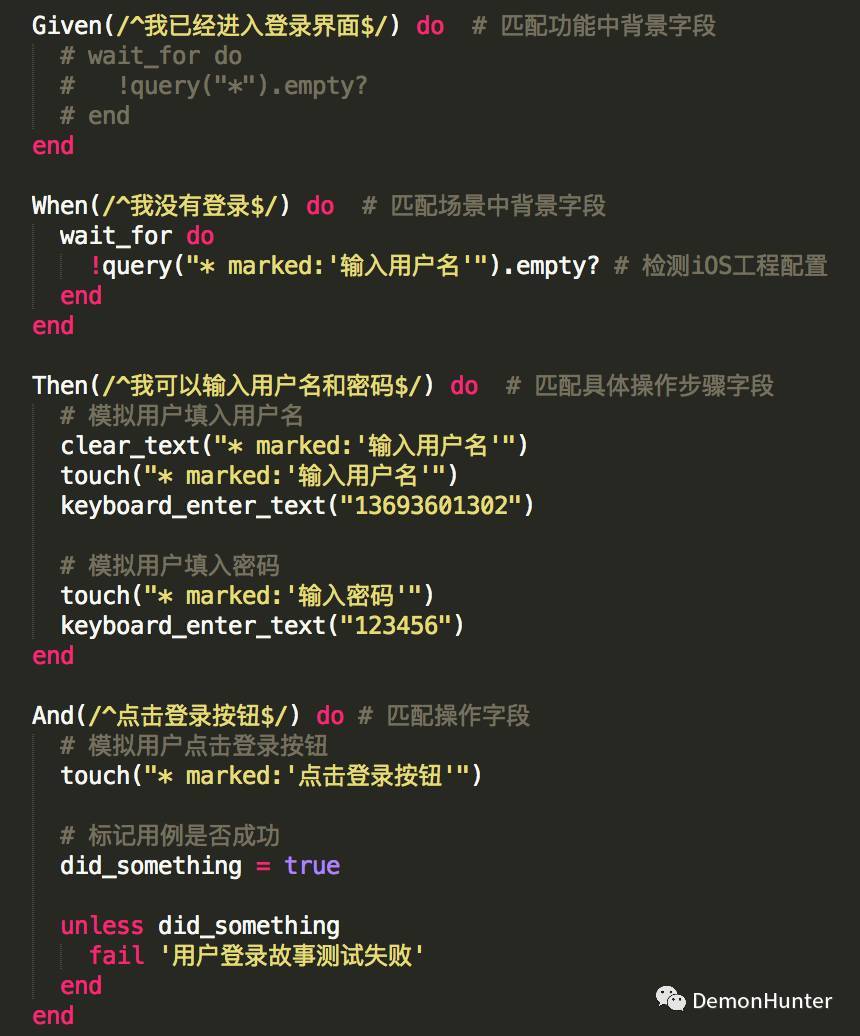 Given(/^我已经进入登录界面$/) do  # 匹配功能中背景字段
  # wait_for do
  #   !query("*").empty?
  # end
end
When(/^我没有登录$/) do  # 匹配场景中背景字段
  wait_for do
    !query("* marked:'输入用户名'").empty? # 检测iOS工程配置
  end
end
Then(/^我可以输入用户名和密码$/) do  # 匹配具体操作步骤字段
  # 模拟用户填入用户名
  clear_text("* marked:'输入用户名'")
  touch("* marked:'输入用户名'")
  keyboard_enter_text("13693601302")
  # 模拟用户填入密码
  touch("* marked:'输入密码'")
  keyboard_enter_text("123456")
end
And(/^点击登录按钮$/) do # 匹配操作字段
  # 模拟用户点击登录按钮
  touch("* marked:'点击登录按钮'")
  # 标记用例是否成功
  did_something = true
  unless did_something
    fail '用户登录故事测试失败'
  end
end
DemonHunter